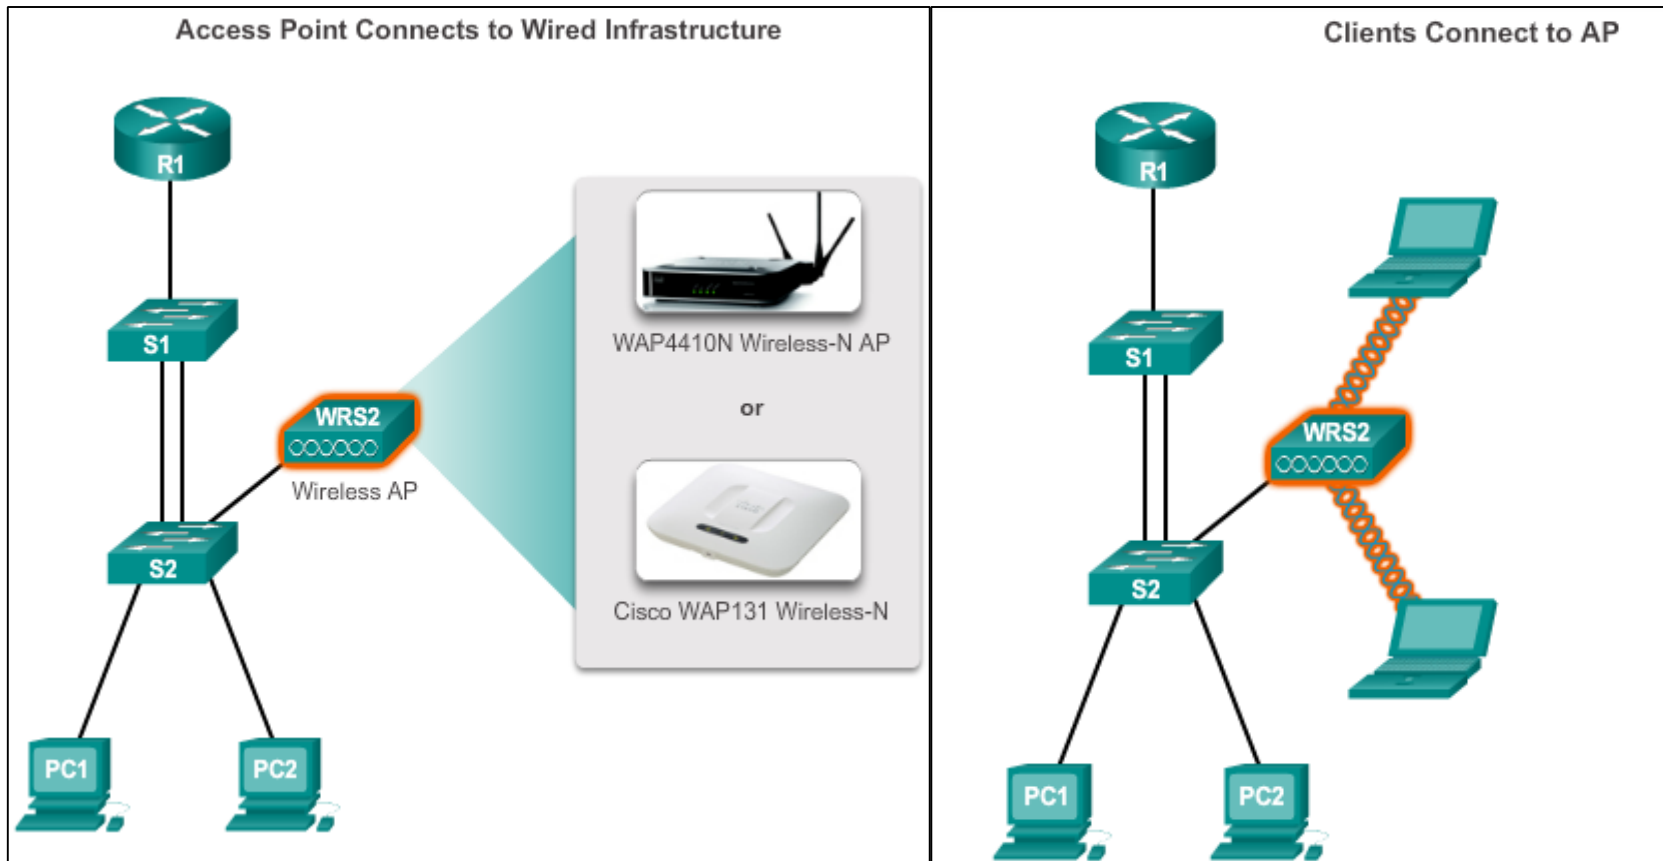 Access Point Connects to Wired Infrastructure
R1
S1
WRS2
Wireless AP
S2
PC1
PC2
WAP4410N Wireless-N AP
or
Cisco WAP131 Wireless-N
Clients Connect to AP
R1
S1
WRS2
S2
PC1
PC2